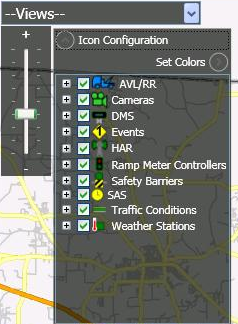 --Views--
Icon Configuration
Set Colors
AVL/RR
Cameras
DMS
Events
HAR
Ramp Meter Controllers
Safety Barriers
SAS
Traffic Conditions
Weather Stations